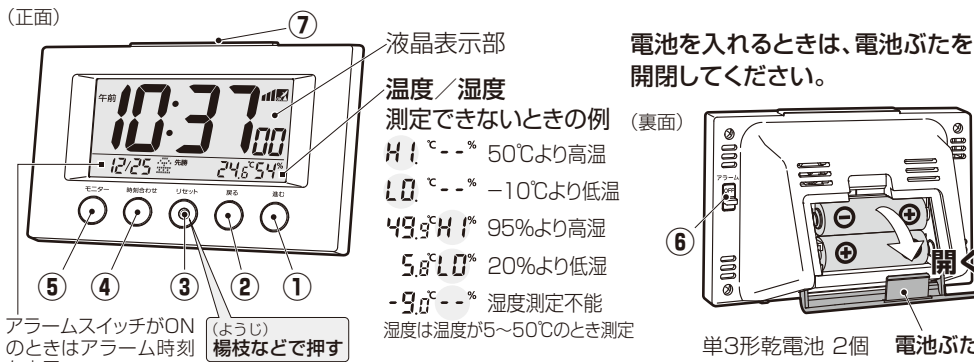 (正面)
⑦
液晶表示部
午前
10:37 00
12/25 先勝 24.6℃ 54%
モニター 時刻合わせ リセット 戻る 進む
⑤ ④ ③ ② ①
アラームスイッチがON
のときはアラーム時刻
(ようじ)
楊枝などで押す
温度/湿度
測定できないときの例
HI. ℃--% 50℃より高温
LO. ℃--% −10℃より低温
49.9℃HI% 95%より高湿
5.8℃LO% 20%より低湿
-9.0℃--% 湿度測定不能
湿度は温度が5〜50℃のとき測定
電池を入れるときは、電池ぶたを
開閉してください。
(裏面)
アラーム
OFF
⑥
開く
単3形乾電池 2個
電池ぶた